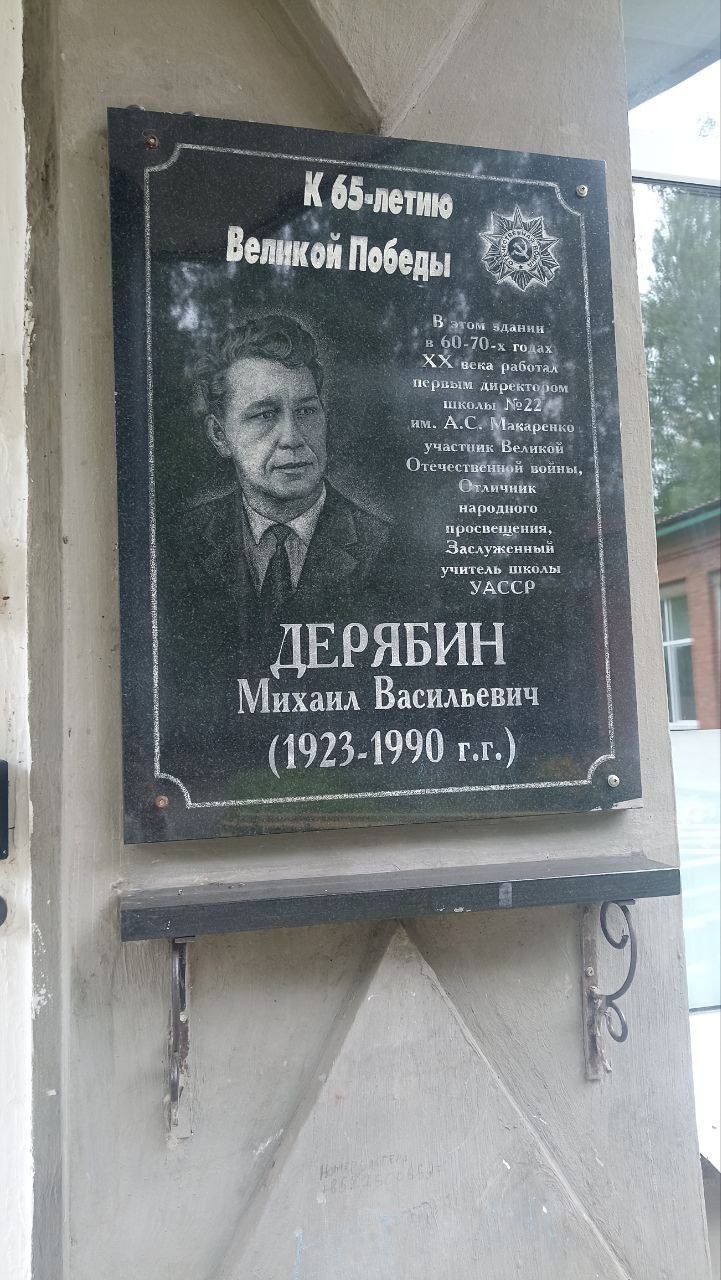 К 65-летию
Великой Победы
В этом здании
в 60-70-х годах
XX века работал
первым директором
школы №22
им. А.С. Макаренко
участник Великой
Отечественной войны,
Отличник
народного
просвещения,
Заслуженный
учитель школы
УАССР
ДЕРЯБИН
Михаил Васильевич
(1923-1990 г.г.)